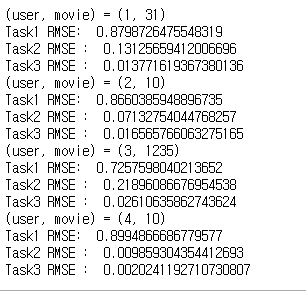 (user, movie) = (1, 31)
Task1 RMSE:  0.8798726475548319
Task2 RMSE :  0.13125659412006696
Task3 RMSE :  0.013771619367380136
(user, movie) = (2, 10)
Task1 RMSE:  0.8660385948896735
Task2 RMSE :  0.07132754044768257
Task3 RMSE :  0.016565766063275165
(user, movie) = (3, 1235)
Task1 RMSE:  0.7257598040213652
Task2 RMSE :  0.21896086676954538
Task3 RMSE :  0.02610635862743624
(user, movie) = (4, 10)
Task1 RMSE:  0.8994866686779577
Task2 RMSE :  0.009859304354412693
Task3 RMSE :  0.0020241192710730807